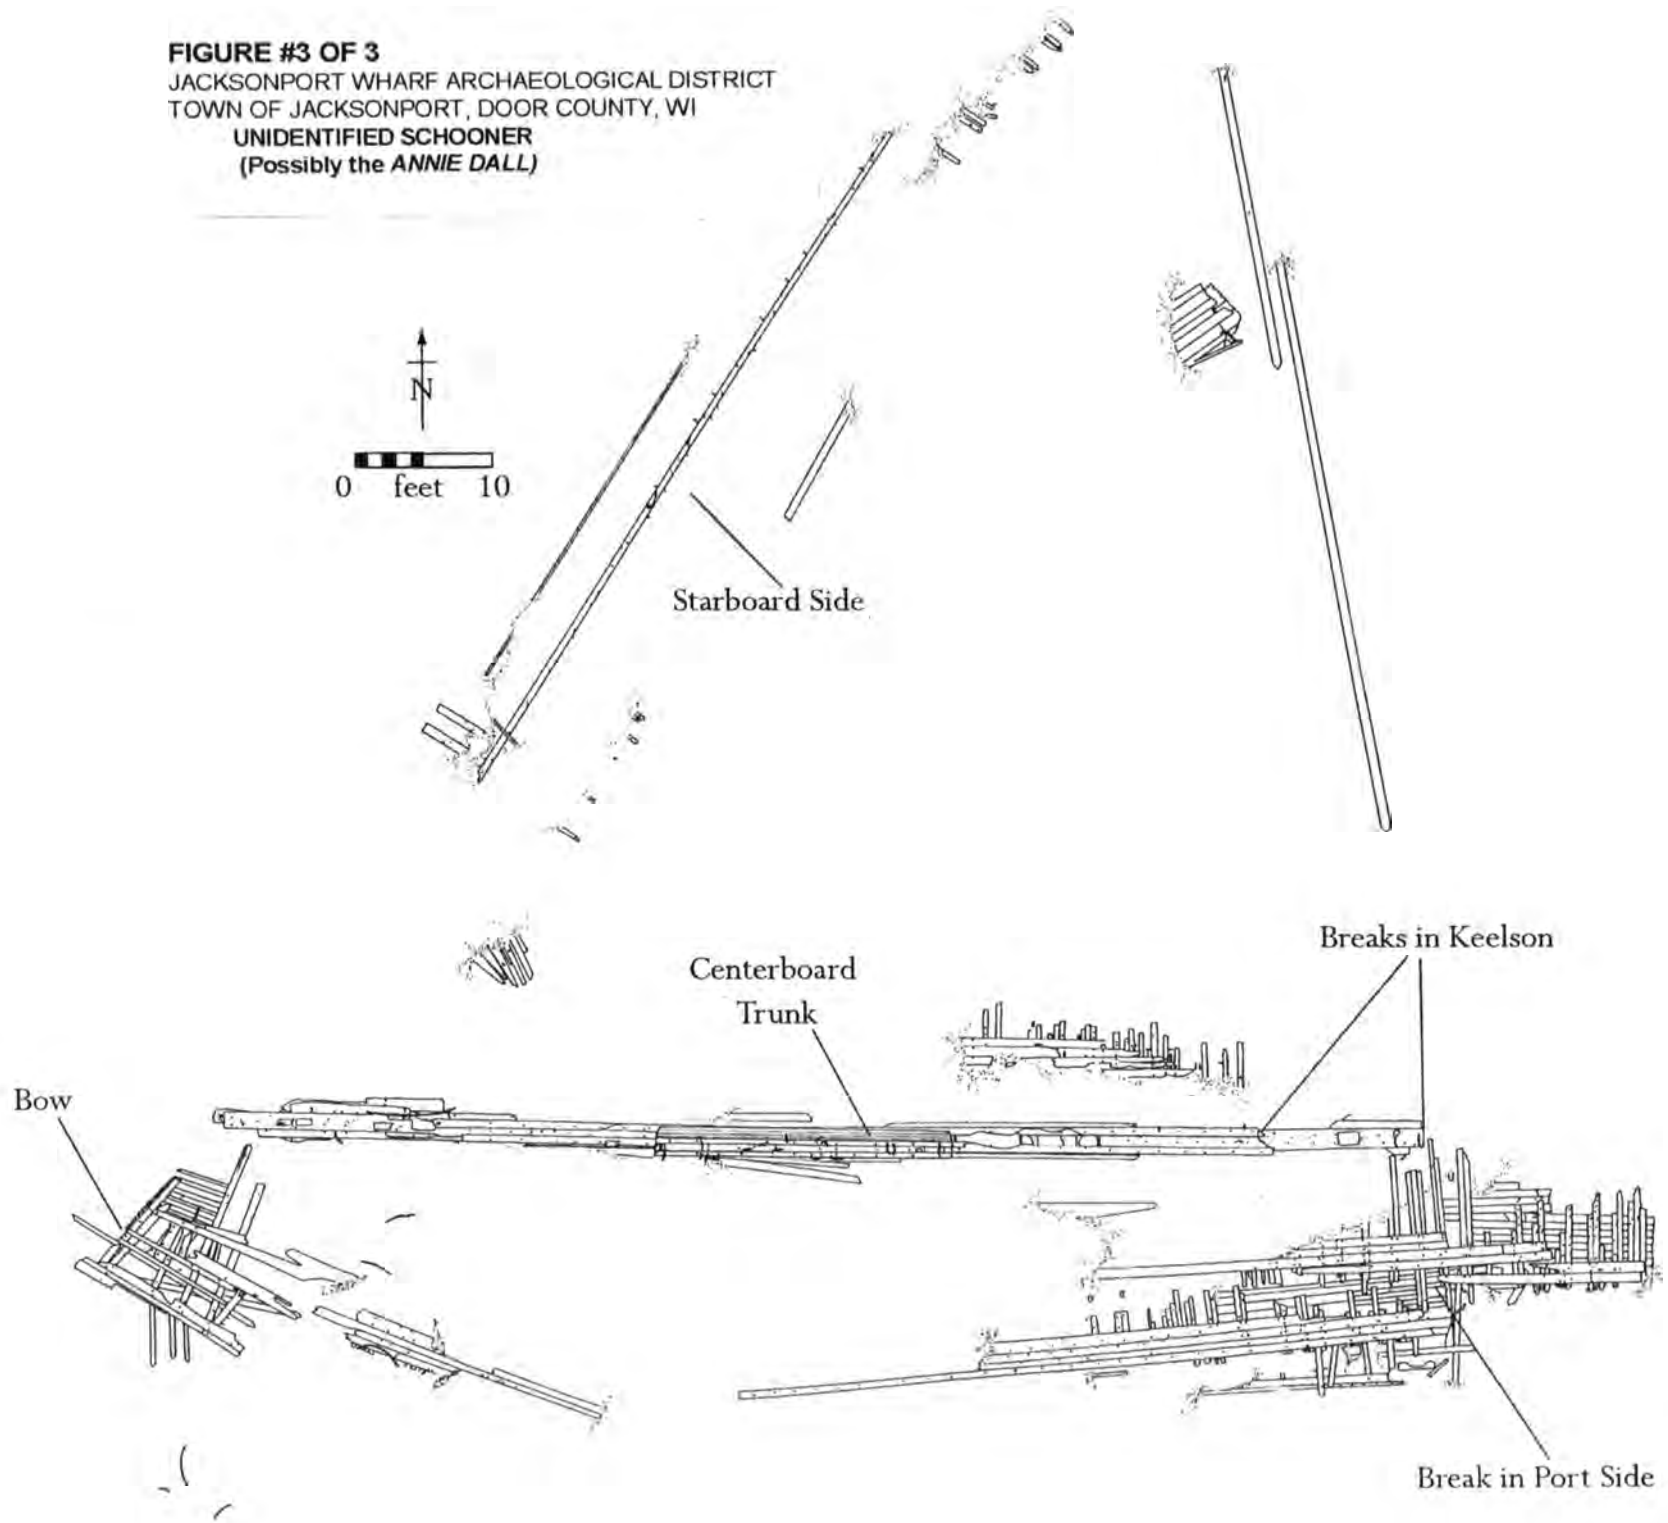 FIGURE #3 OF 3
JACKSONPORT WHARF ARCHAEOLOGICAL DISTRICT
TOWN OF JACKSONPORT, DOOR COUNTY, WI
UNIDENTIFIED SCHOONER
(Possibly the ANNIE DALL)
N
0 feet 10
Starboard Side
Breaks in Keelson
Centerboard
Trunk
Bow
Break in Port Side